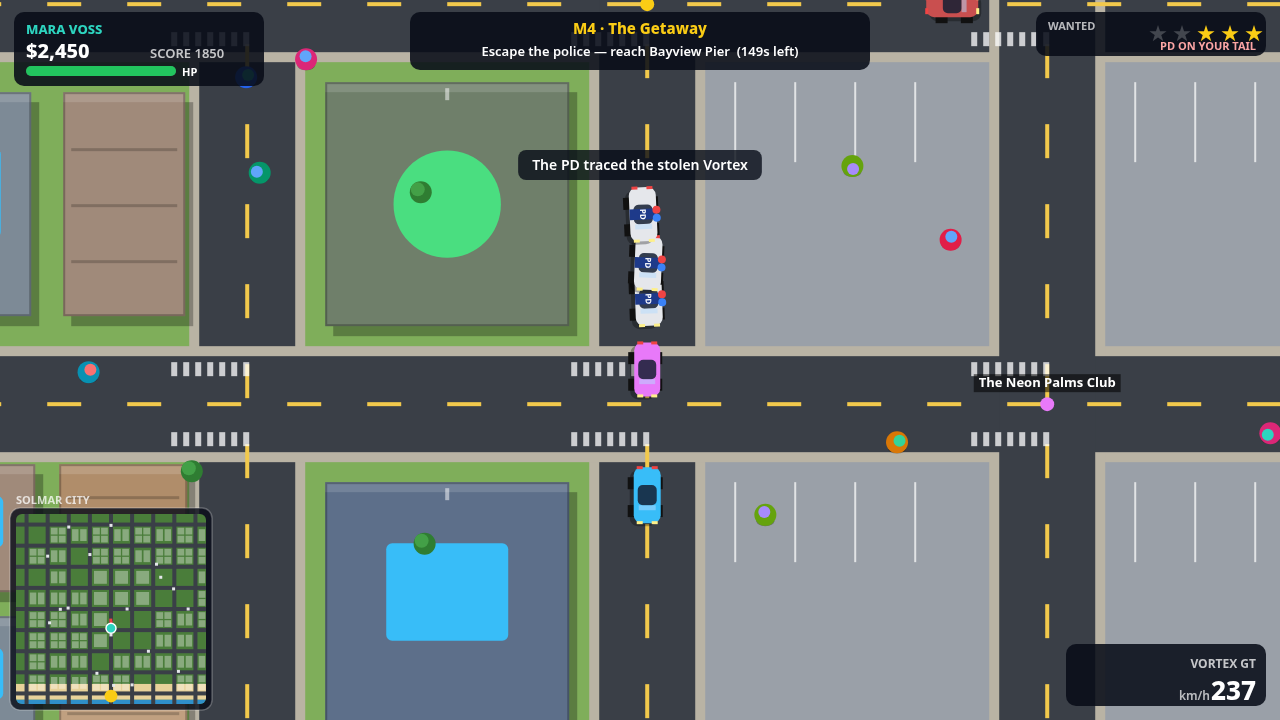 MARA VOSS
$2,450
SCORE 1850
HP
M4 · The Getaway
Escape the police — reach Bayview Pier (149s left)
WANTED
PD ON YOUR TAIL
The PD traced the stolen Vortex
PD
PD
PD
The Neon Palms Club
SOLMAR CITY
VORTEX GT
km/h 237